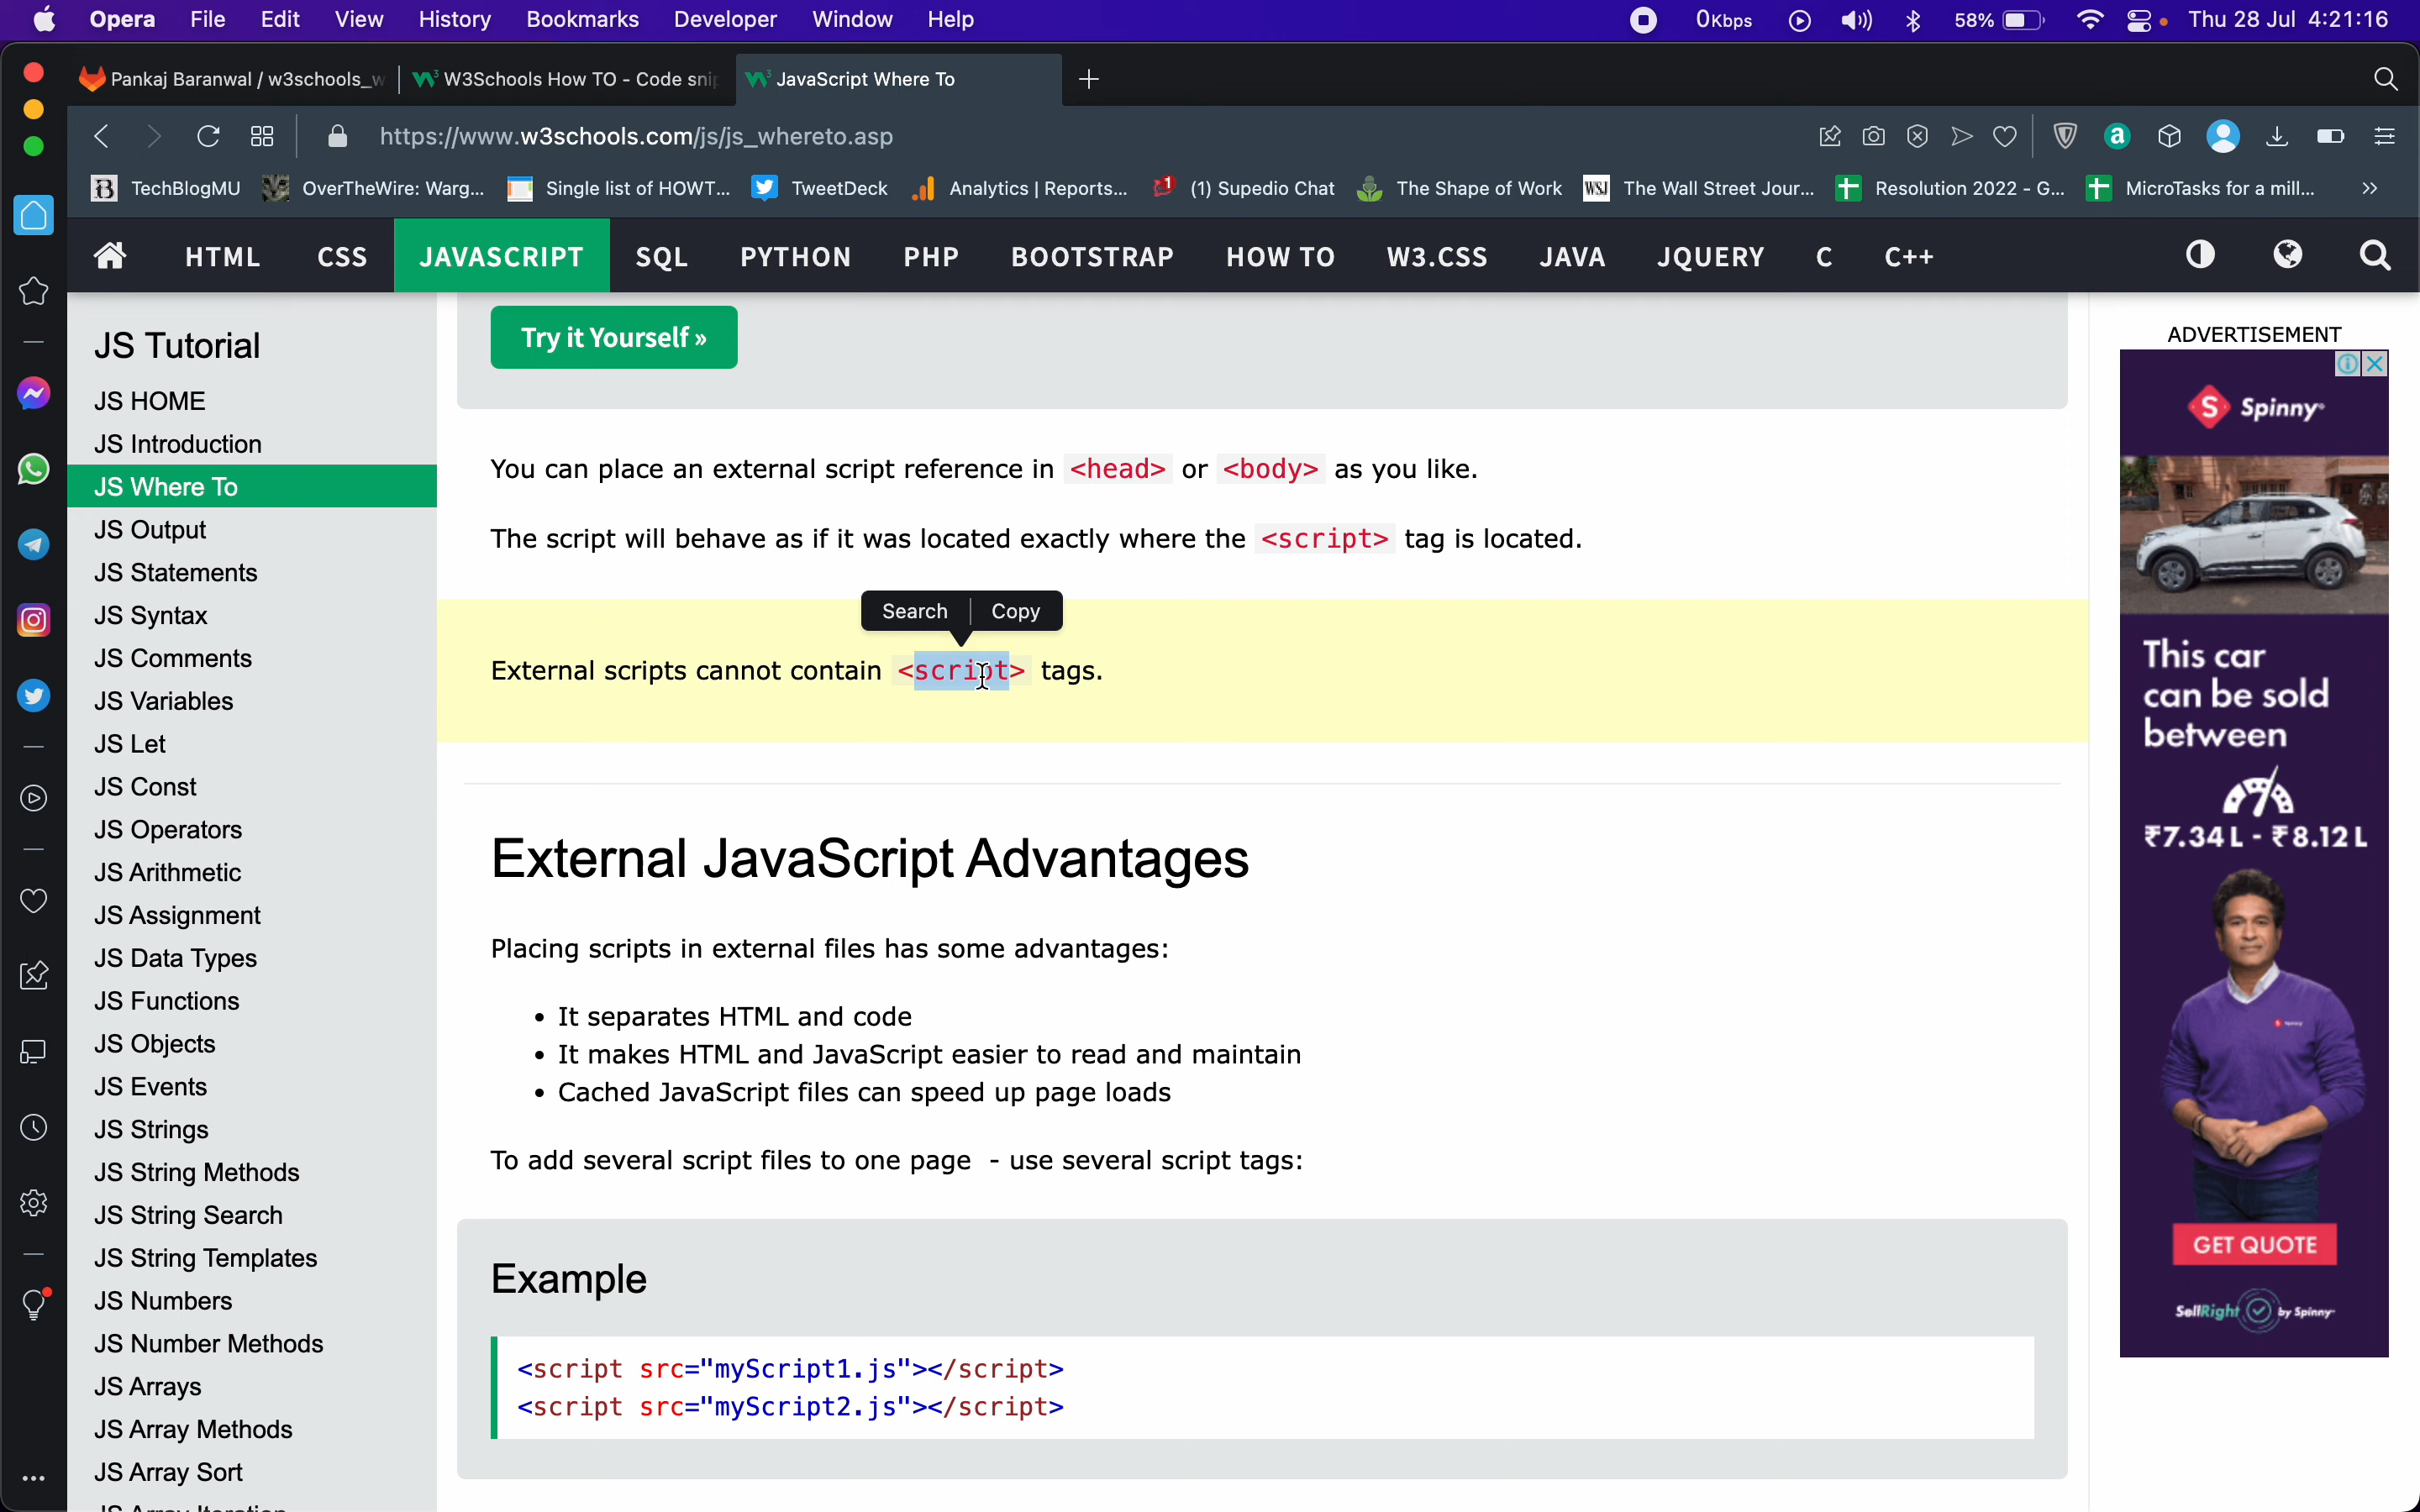 Opera File Edit View History Bookmarks Developer Window Help 0Kbps 58% Thu 28 Jul 4:21:16
Pankaj Baranwal / w3schools_w W3Schools How TO - Code snip JavaScript Where To
https://www.w3schools.com/js/js_whereto.asp
TechBlogMU OverTheWire: Warg... Single list of HOWT... TweetDeck Analytics | Reports... (1) Supedio Chat The Shape of Work WSJ The Wall Street Jour... Resolution 2022 - G... MicroTasks for a mill...
HTML CSS JAVASCRIPT SQL PYTHON PHP BOOTSTRAP HOW TO W3.CSS JAVA JQUERY C C++
JS Tutorial
JS HOME
JS Introduction
JS Where To
JS Output
JS Statements
JS Syntax
JS Comments
JS Variables
JS Let
JS Const
JS Operators
JS Arithmetic
JS Assignment
JS Data Types
JS Functions
JS Objects
JS Events
JS Strings
JS String Methods
JS String Search
JS String Templates
JS Numbers
JS Number Methods
JS Arrays
JS Array Methods
JS Array Sort
Try it Yourself »
You can place an external script reference in <head> or <body> as you like.
The script will behave as if it was located exactly where the <script> tag is located.
Search Copy
External scripts cannot contain <script> tags.
External JavaScript Advantages
Placing scripts in external files has some advantages:
• It separates HTML and code
• It makes HTML and JavaScript easier to read and maintain
• Cached JavaScript files can speed up page loads
To add several script files to one page - use several script tags:
Example
<script src="myScript1.js"></script>
<script src="myScript2.js"></script>
ADVERTISEMENT
Spinny
This car
can be sold
between
₹7.34 L - ₹8.12 L
GET QUOTE
SellRight by Spinny